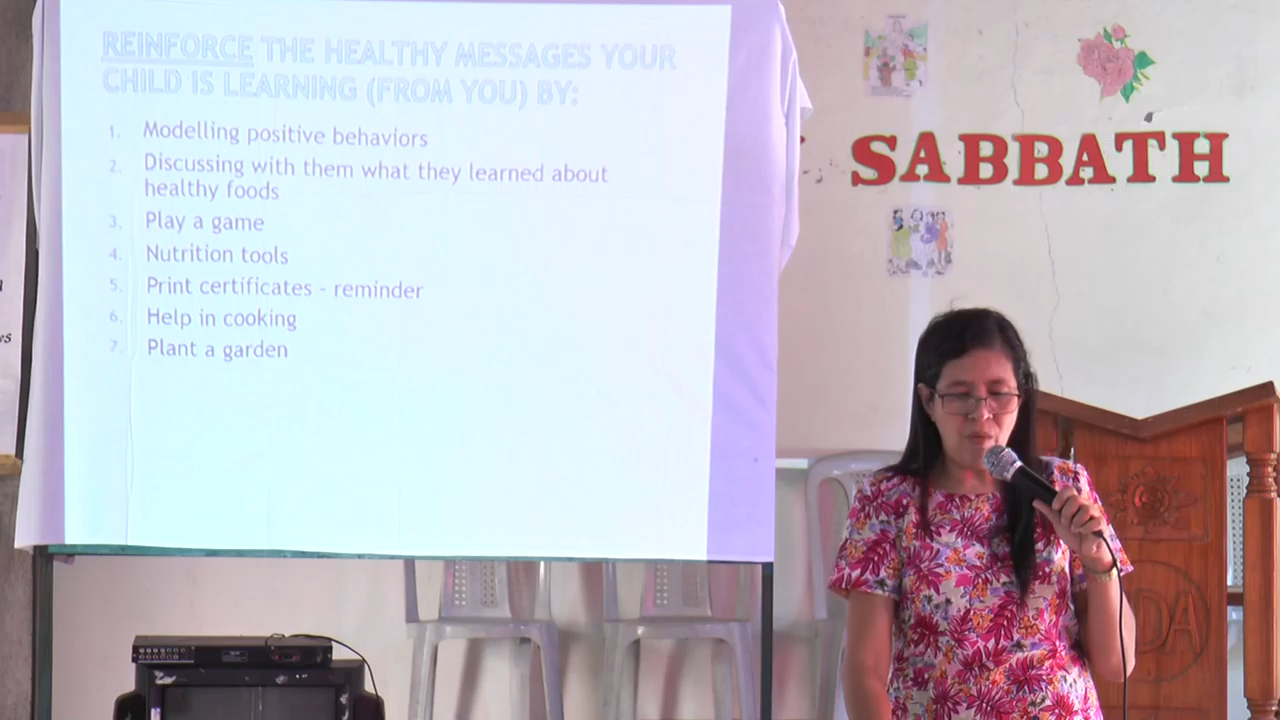 REINFORCE THE HEALTHY MESSAGES YOUR
CHILD IS LEARNING (FROM YOU) BY:
1. Modelling positive behaviors
2. Discussing with them what they learned about
healthy foods
3. Play a game
4. Nutrition tools
5. Print certificates - reminder
6. Help in cooking
7. Plant a garden
SABBATH